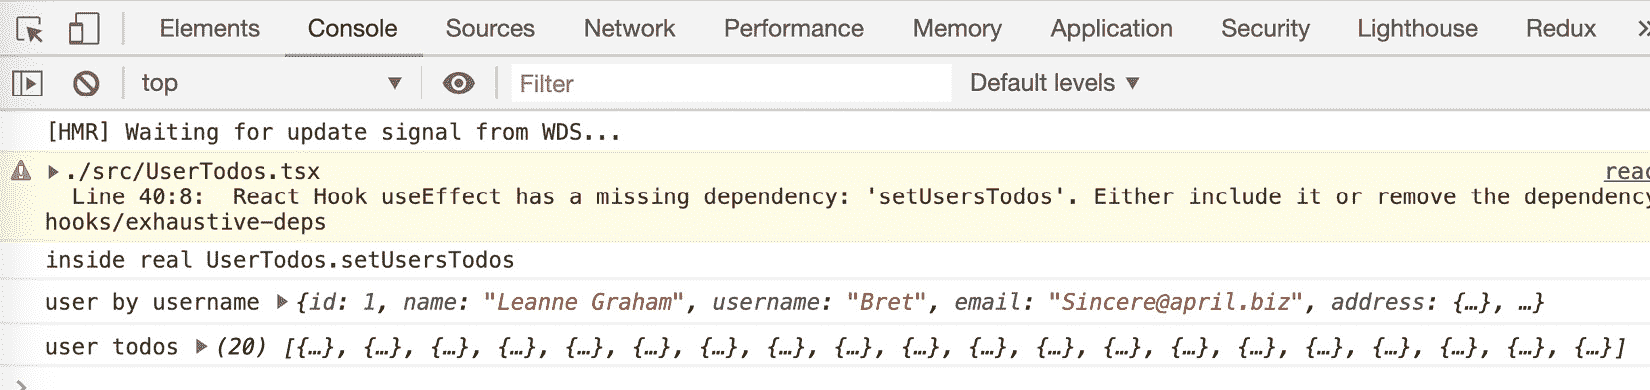 Elements Console Sources Network Performance Memory Application Security Lighthouse Redux »
top ▼ Filter Default levels ▼
[HMR] Waiting for update signal from WDS...
▶./src/UserTodos.tsx reac
Line 40:8: React Hook useEffect has a missing dependency: 'setUsersTodos'. Either include it or remove the dependency
hooks/exhaustive-deps
inside real UserTodos.setUsersTodos
user by username ▶{id: 1, name: "Leanne Graham", username: "Bret", email: "Sincere@april.biz", address: {…}, …}
user todos ▶(20) [{…}, {…}, {…}, {…}, {…}, {…}, {…}, {…}, {…}, {…}, {…}, {…}, {…}, {…}, {…}, {…}, {…}, {…}, {…}, {…}]
>